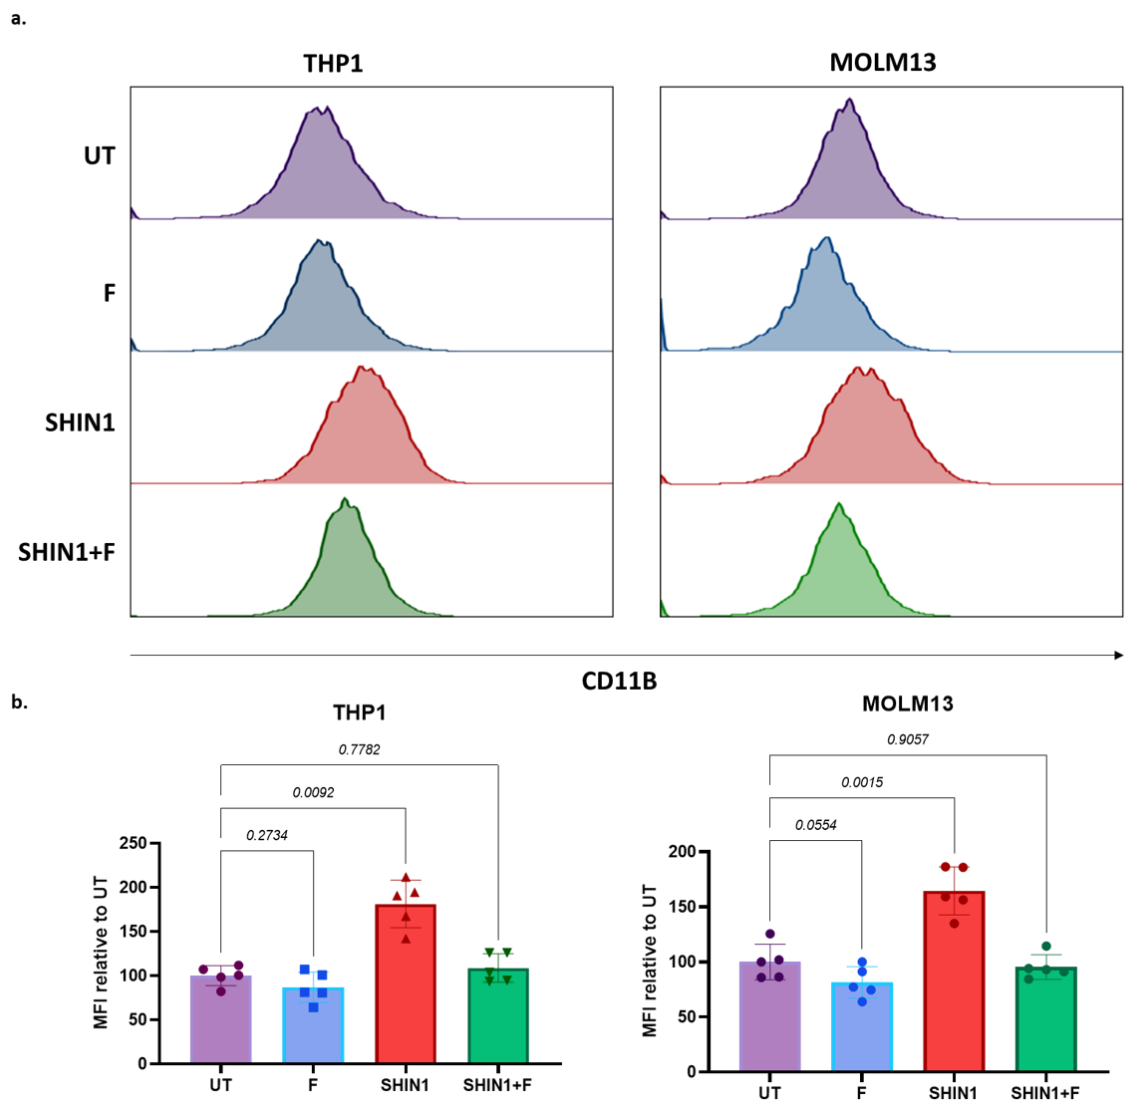 a.
THP1
MOLM13
UT
F
SHIN1
SHIN1+F
CD11B
b.
THP1
0.7782
0.0092
0.2734
250
200
150
100
50
0
MFI relative to UT
UT
F
SHIN1
SHIN1+F
MOLM13
0.9057
0.0015
0.0554
200
150
100
50
0
MFI relative to UT
UT
F
SHIN1
SHIN1+F